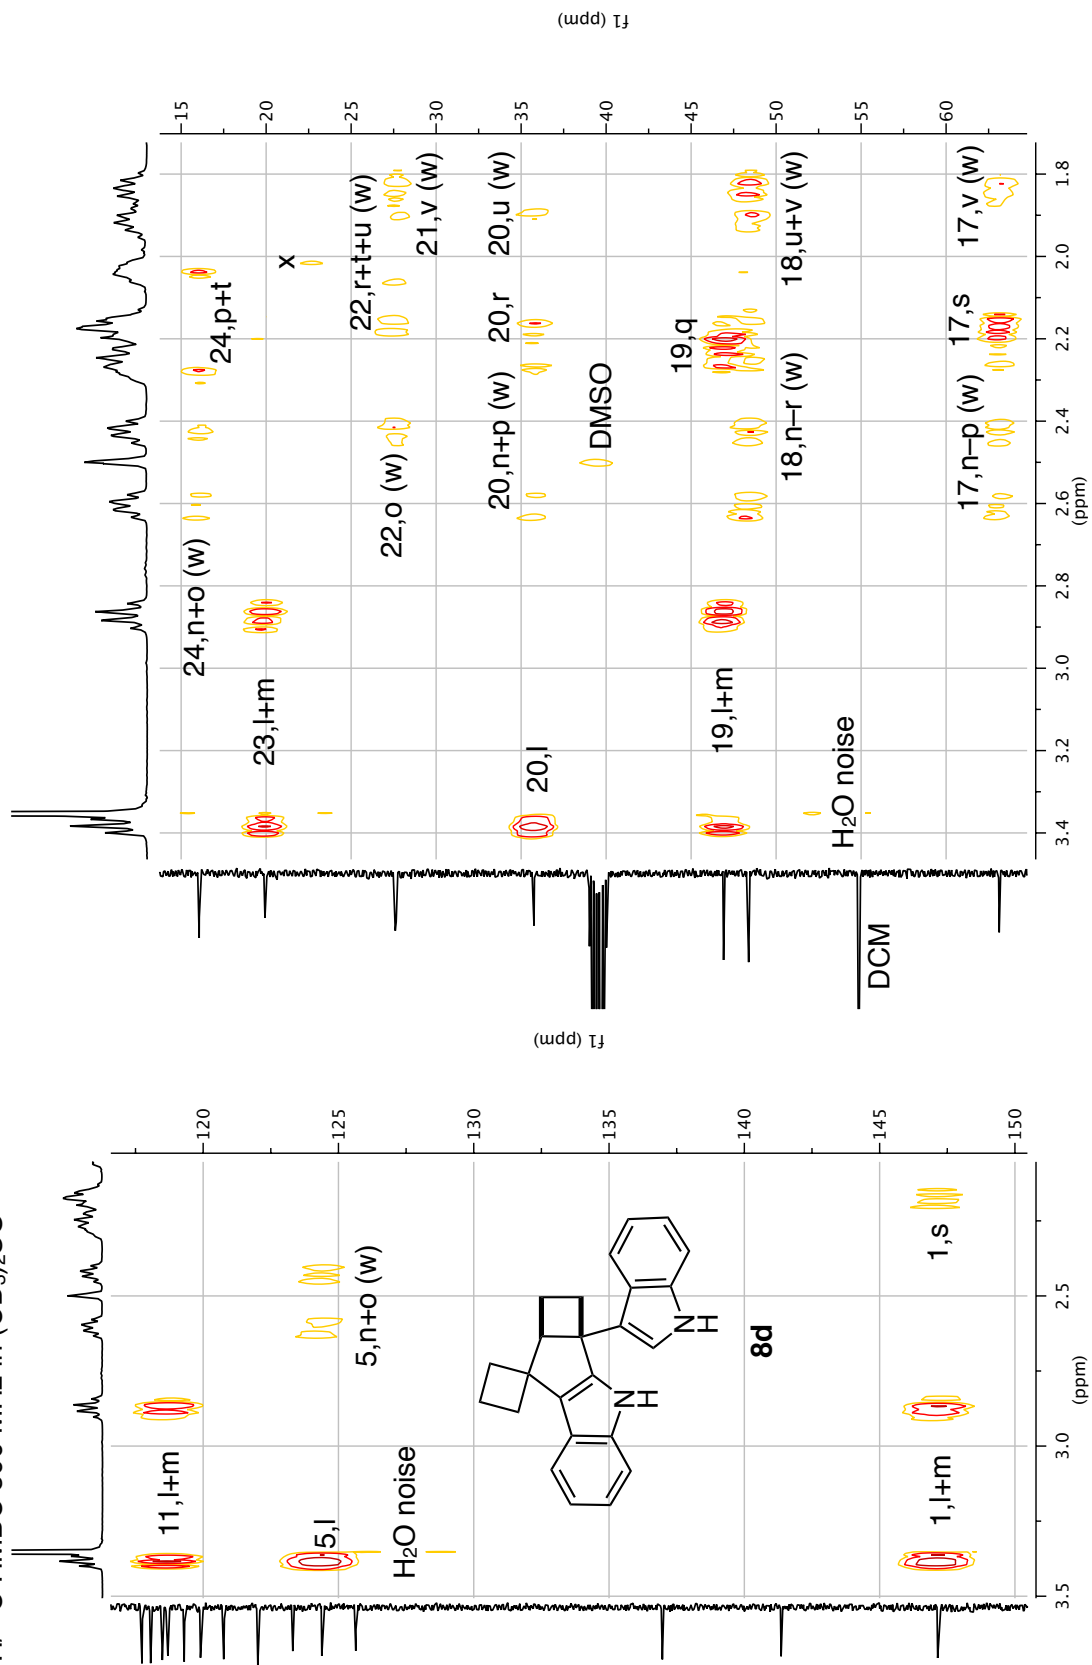 f1 (ppm)
15
20
25
30
35
40
45
50
55
60
1.8
2.0
2.2
2.4
2.6
2.8
3.0
3.2
3.4
(ppm)
24,n+o (w)
24,p+t
23,l+m
x
22,o (w)
22,r+t+u (w)
21,v (w)
20,l
20,n+p (w)
20,r
20,u (w)
DMSO
19,l+m
19,q
18,n–r (w)
18,u+v (w)
H2O noise
DCM
17,n–p (w)
17,s
17,v (w)
f1 (ppm)
120
125
130
135
140
145
150
2.5
3.0
3.5
(ppm)
11,l+m
5,l
5,n+o (w)
H2O noise
NH
NH
8d
1,l+m
1,s